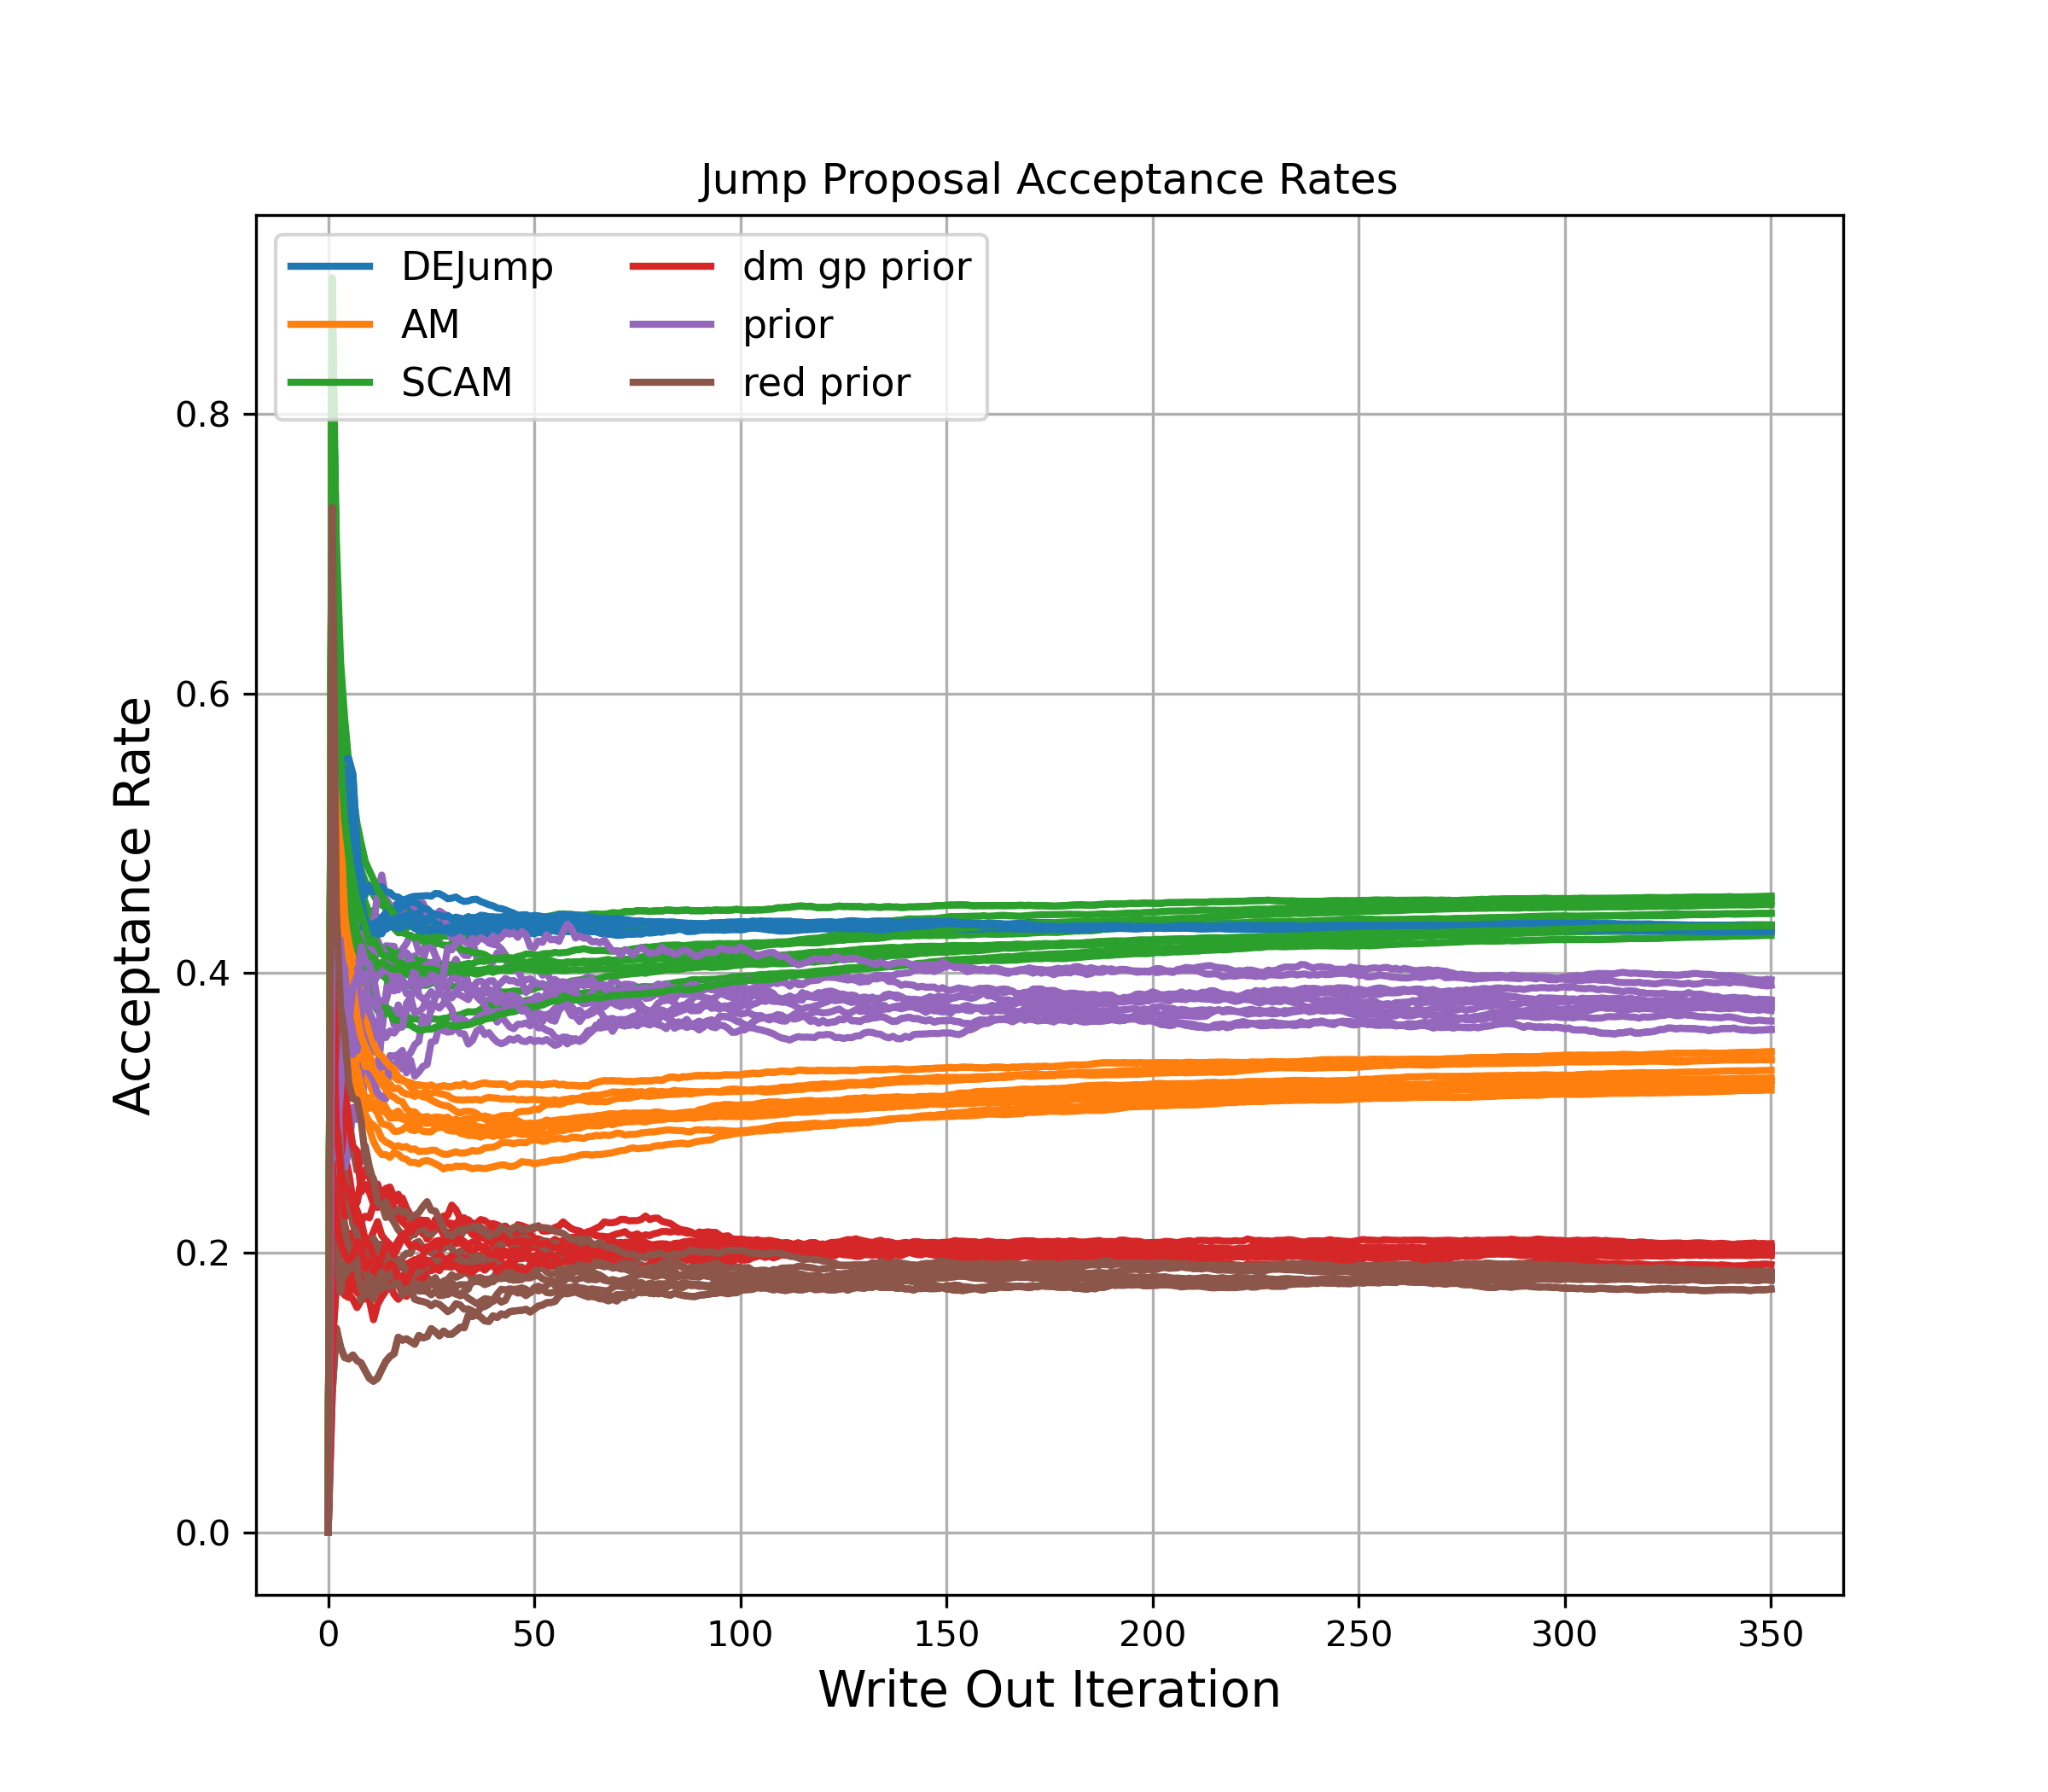 Jump Proposal Acceptance Rates
DEJump
AM
SCAM
dm gp prior
prior
red prior
Acceptance Rate
0.8
0.6
0.4
0.2
0.0
0 50 100 150 200 250 300 350
Write Out Iteration